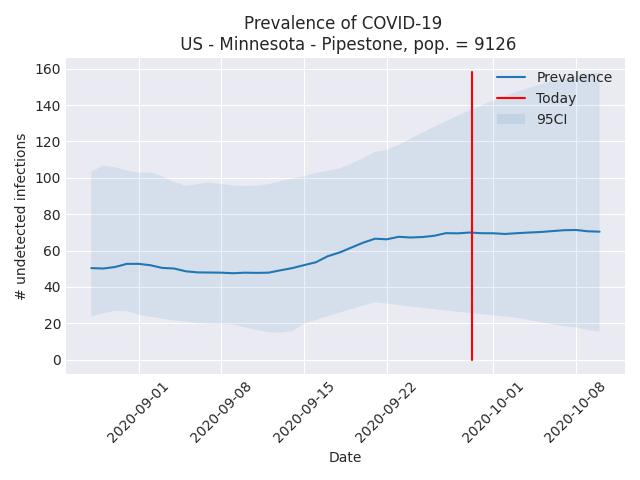 Prevalence of COVID-19
US - Minnesota - Pipestone, pop. = 9126
Prevalence
Today
95CI
# undetected infections
160
140
120
100
80
60
40
20
0
2020-09-01
2020-09-08
2020-09-15
2020-09-22
2020-10-01
2020-10-08
Date